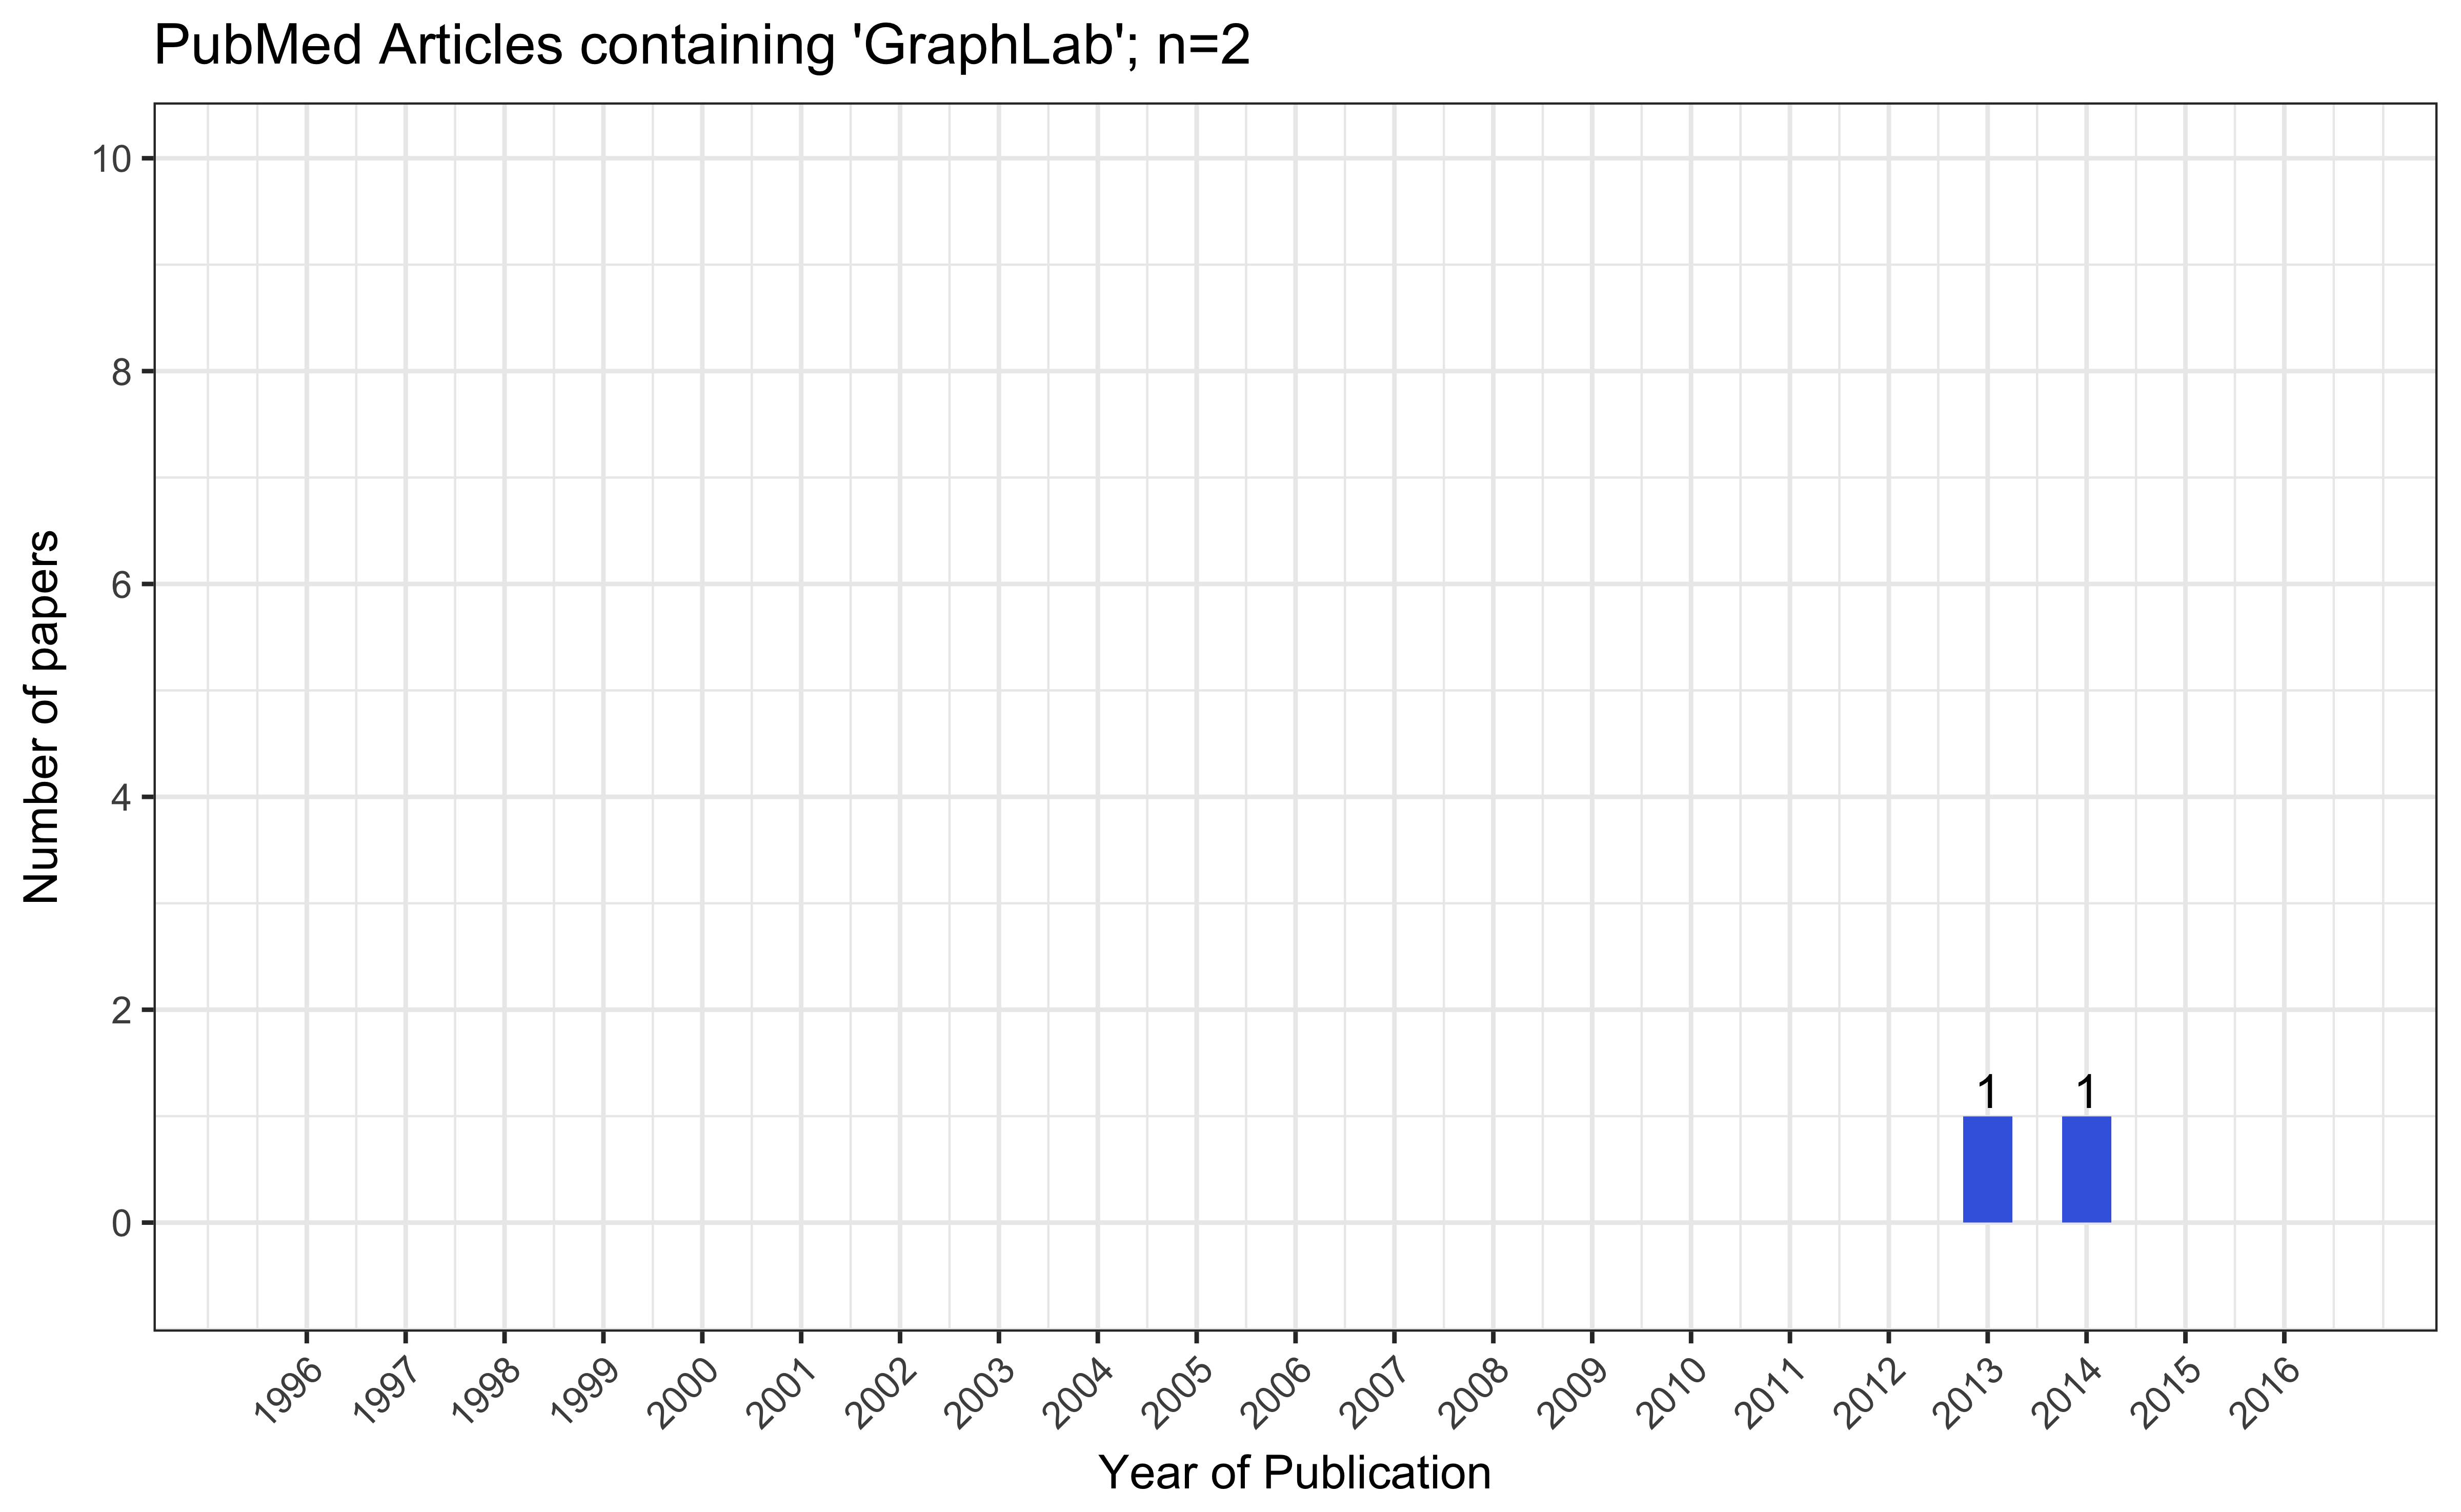 PubMed Articles containing 'GraphLab'; n=2
Number of papers
10
8
6
4
2
0
1 1
1996 1997 1998 1999 2000 2001 2002 2003 2004 2005 2006 2007 2008 2009 2010 2011 2012 2013 2014 2015 2016
Year of Publication